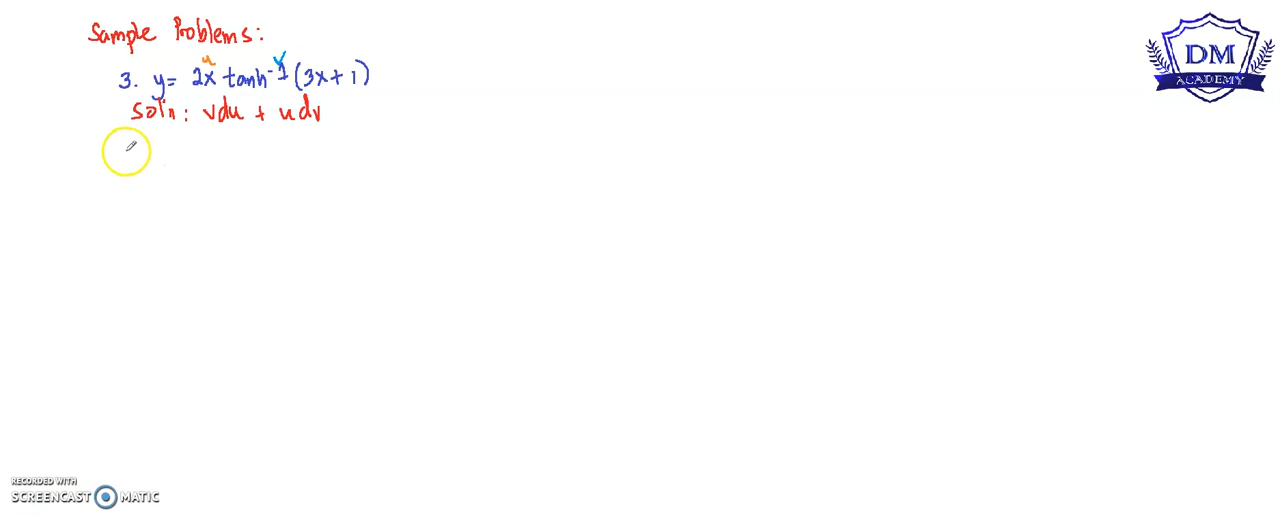 Sample Problems:
DM
ACADEMY
u v
3. y = 2x tanh⁻¹ (3x + 1)
Sol'n: vdu + udv
RECORDED WITH
SCREENCAST MATIC